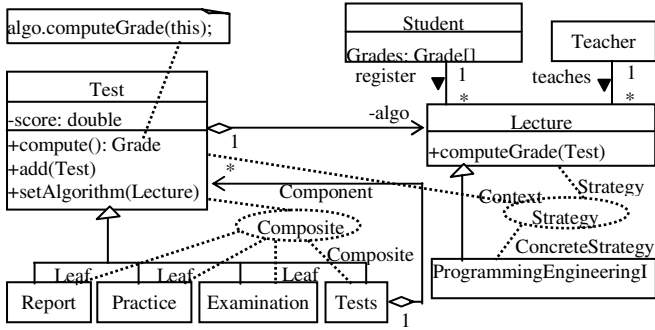 algo.computeGrade(this);
Student
Grades: Grade[]
Teacher
register
1
teaches
1
Test
-score: double
+compute(): Grade
+add(Test)
+setAlgorithm(Lecture)
1
-algo
*
*
Lecture
+computeGrade(Test)
*
Component
Context
Strategy
Composite
Strategy
Composite
ConcreteStrategy
Leaf
Leaf
Leaf
ProgrammingEngineeringI
Report
Practice
Examination
Tests
1